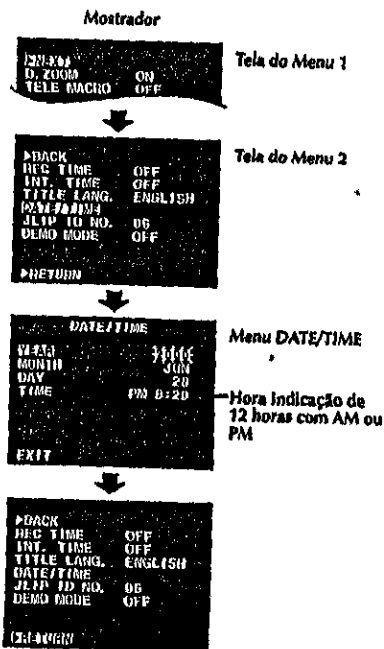 Mostrador
▶NEXT
D. ZOOM ON
TELE MACRO OFF
Tela do Menu 1
▶BACK
REC TIME OFF
INT. TIME OFF
TITLE LANG. ENGLISH
DATE/TIME
JLIP ID NO. 06
DEMO MODE OFF
▶RETURN
Tela do Menu 2
DATE/TIME
YEAR
MONTH JUN
DAY 20
TIME PM 8:20
EXIT
Menu DATE/TIME
Hora Indicação de
12 horas com AM ou
PM
▶BACK
REC TIME OFF
INT. TIME OFF
TITLE LANG. ENGLISH
DATE/TIME
JLIP ID NO. 06
DEMO MODE OFF
▶RETURN